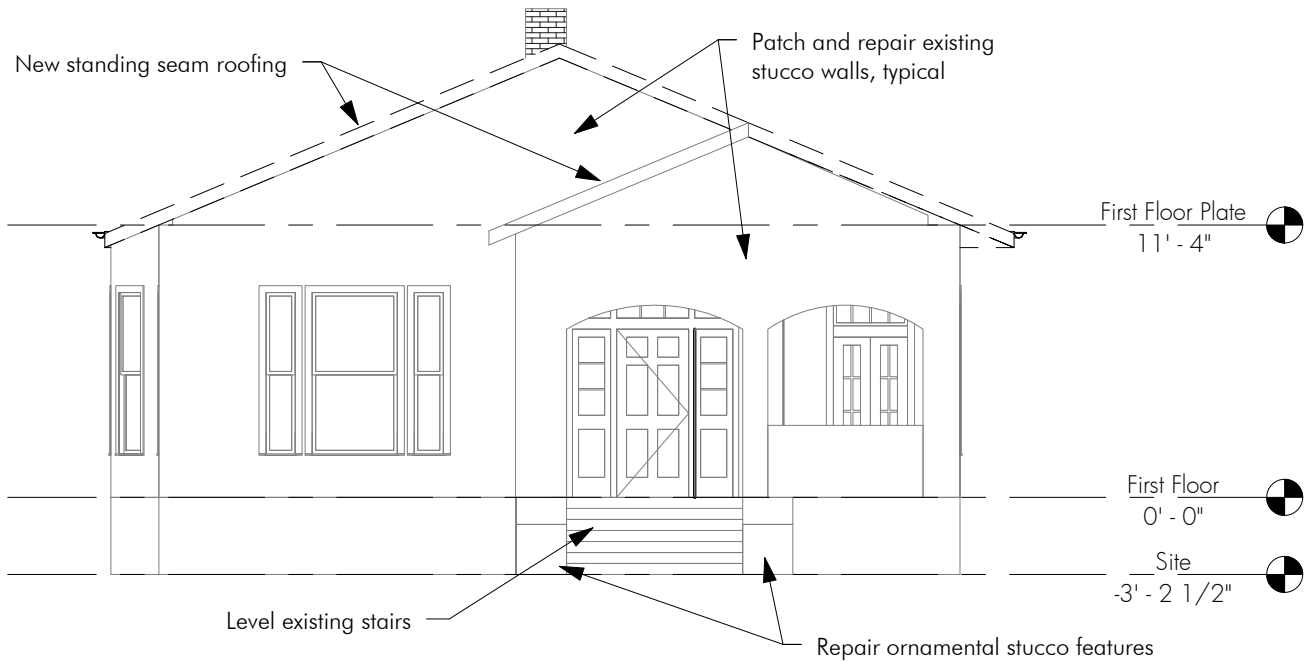 New standing seam roofing
Patch and repair existing
stucco walls, typical
First Floor Plate
11' - 4"
First Floor
0' - 0"
Site
-3' - 2 1/2"
Level existing stairs
Repair ornamental stucco features